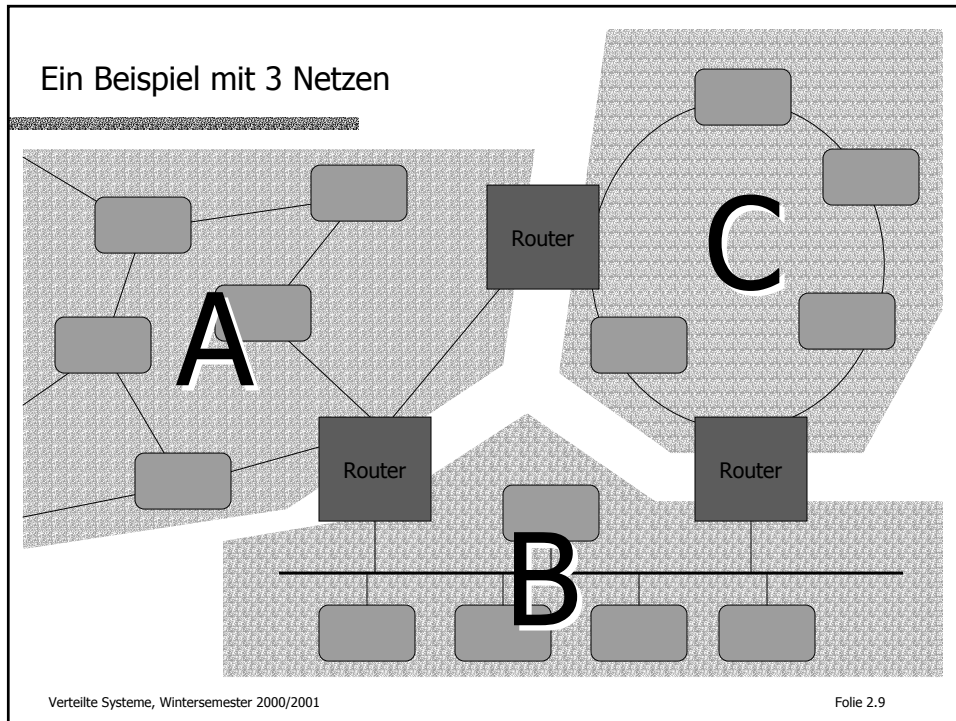 Ein Beispiel mit 3 Netzen
Router
C
A
Router
Router
B
Verteilte Systeme, Wintersemester 2000/2001
Folie 2.9